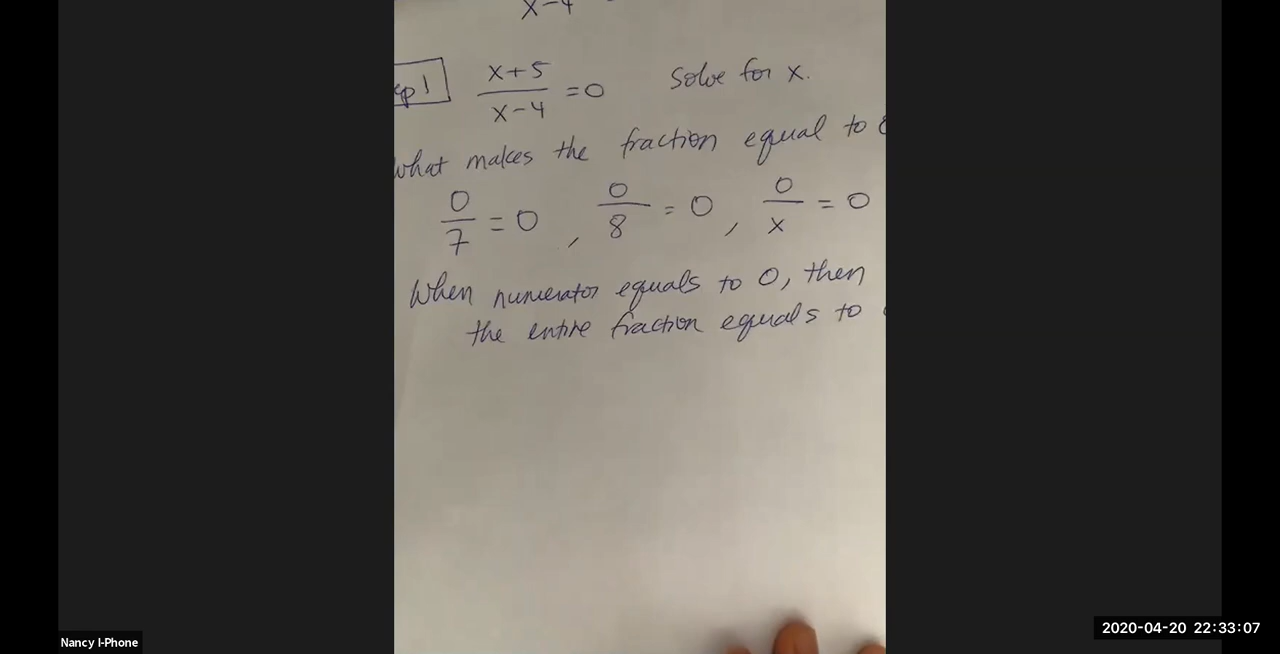 x-4
x+5
x-4 =0 Solve for x.
what makes the fraction equal to
0/7 = 0 , 0/8 = 0 , 0/x = 0
When numerator equals to 0, then
the entire fraction equals to
Nancy I-Phone
2020-04-20 22:33:07